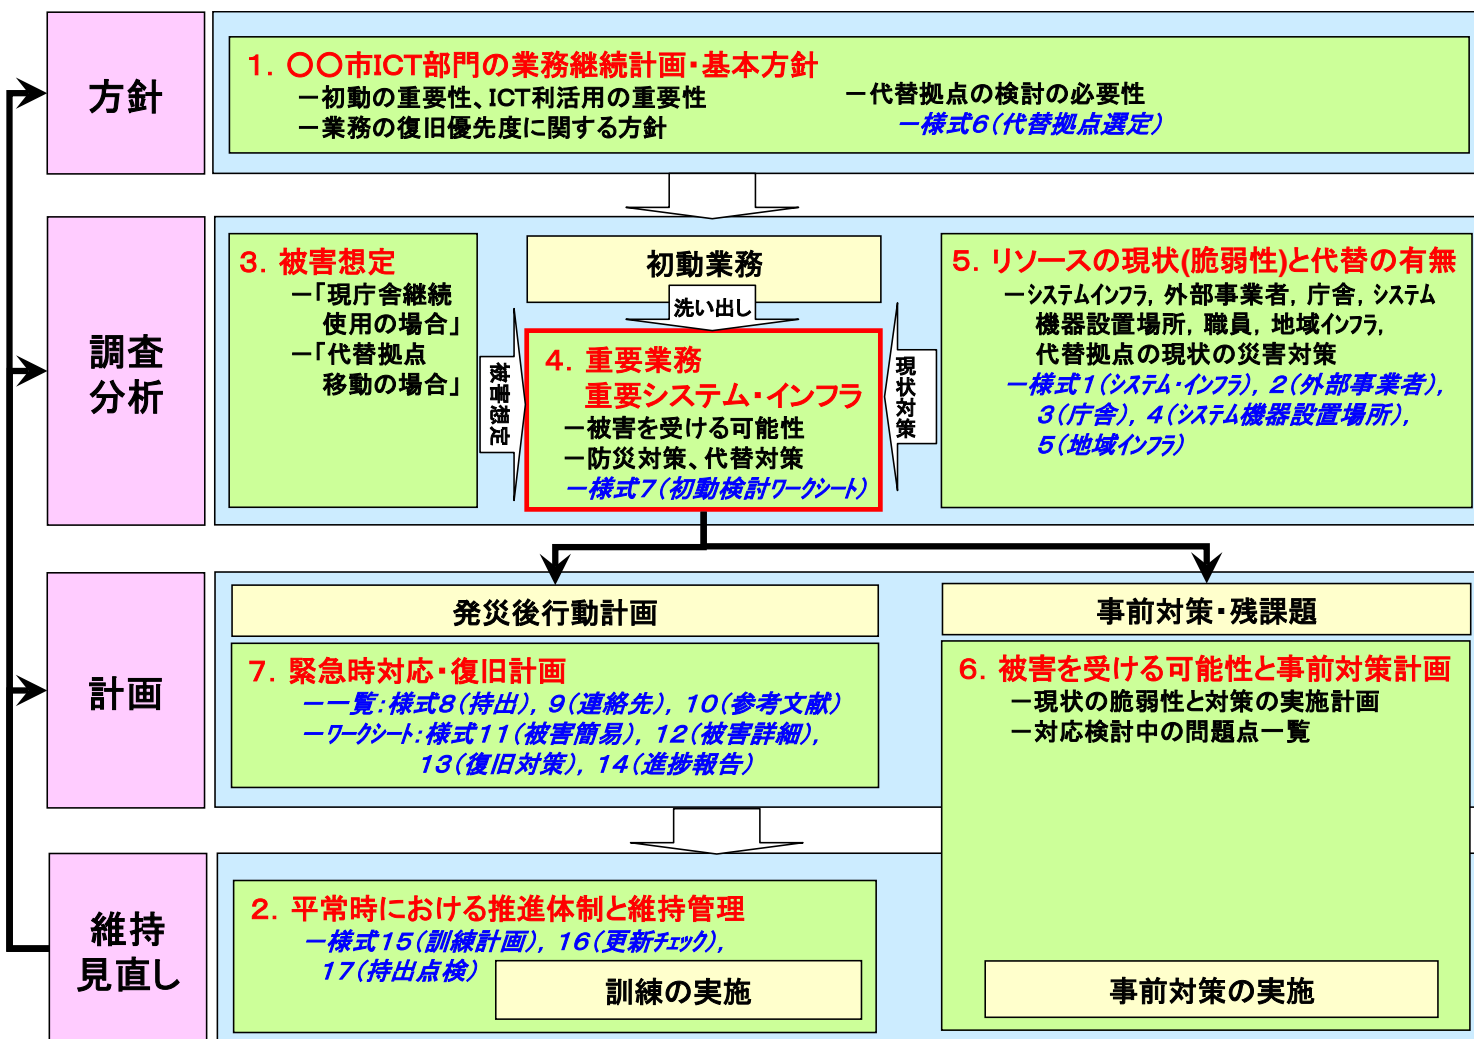 方針
1. 〇〇市ICT部門の業務継続計画・基本方針
－初動の重要性、ICT利活用の重要性
－業務の復旧優先度に関する方針
－代替拠点の検討の必要性
－様式6(代替拠点選定)
調査
分析
3. 被害想定
－「現庁舎継続
使用の場合」
－「代替拠点
移動の場合」
被害想定
初動業務
洗い出し
4. 重要業務
重要システム・インフラ
－被害を受ける可能性
－防災対策、代替対策
－様式7(初動検討ワークシート)
現状対策
5. リソースの現状(脆弱性)と代替の有無
－システムインフラ, 外部事業者, 庁舎, システム
機器設置場所, 職員, 地域インフラ,
代替拠点の現状の災害対策
－様式1(システム・インフラ), 2(外部事業者),
3(庁舎), 4(システム機器設置場所),
5(地域インフラ)
計画
発災後行動計画
7. 緊急時対応・復旧計画
－一覧:様式8(持出), 9(連絡先), 10(参考文献)
－ワークシート:様式11(被害簡易), 12(被害詳細),
13(復旧対策), 14(進捗報告)
事前対策・残課題
6. 被害を受ける可能性と事前対策計画
－現状の脆弱性と対策の実施計画
－対応検討中の問題点一覧
維持
見直し
2. 平常時における推進体制と維持管理
－様式15(訓練計画), 16(更新チェック),
17(持出点検)
訓練の実施
事前対策の実施